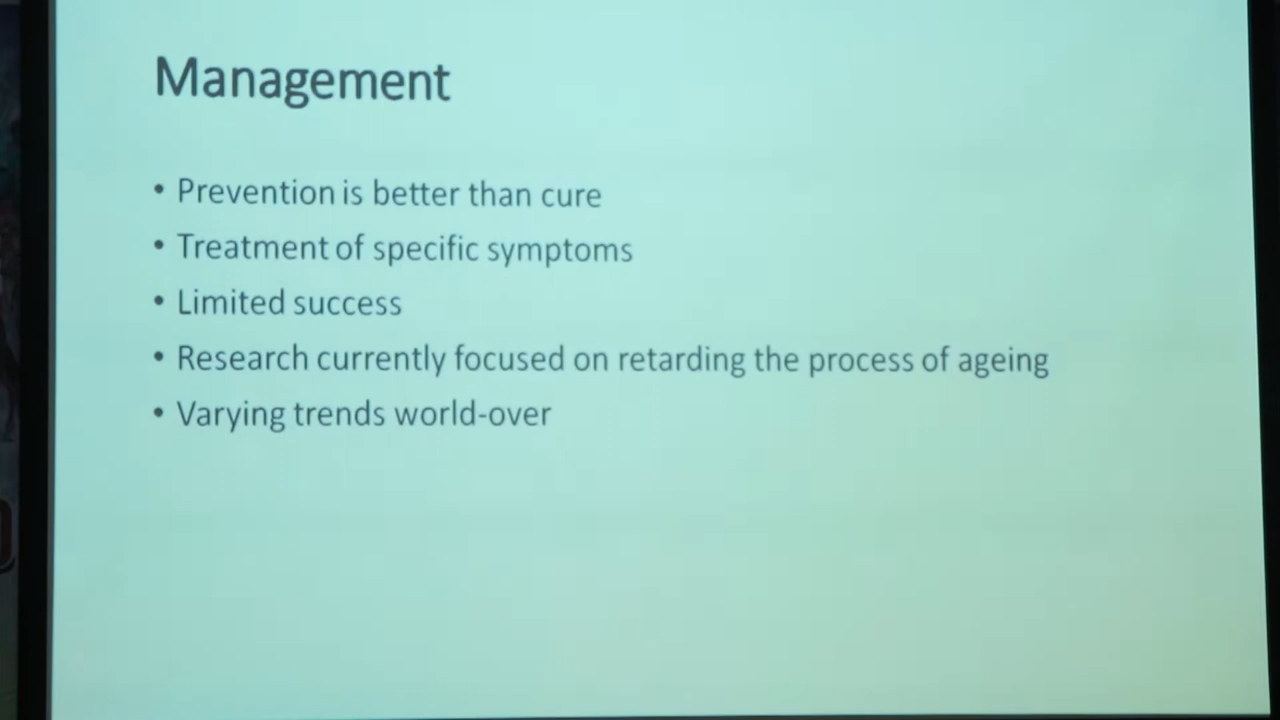 Management
• Prevention is better than cure
• Treatment of specific symptoms
• Limited success
• Research currently focused on retarding the process of ageing
• Varying trends world-over